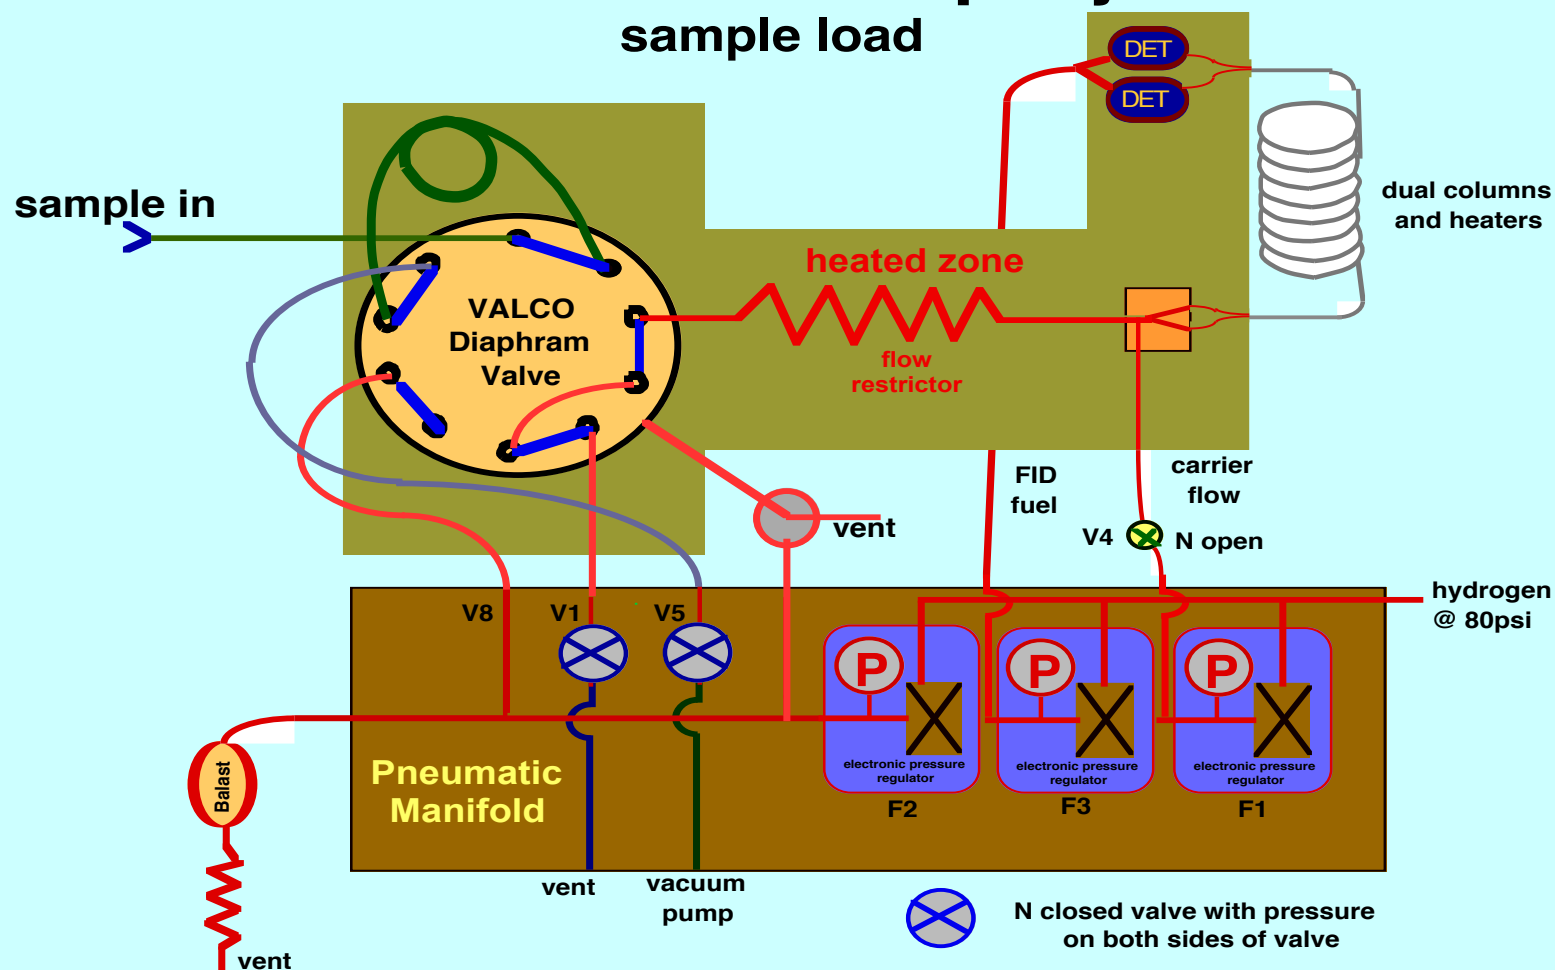 sample load
DET
DET
sample in
dual columns
and heaters
heated zone
VALCO
Diaphram
Valve
flow
restrictor
FID
fuel
carrier
flow
vent
V4
N open
hydrogen
@ 80psi
V8
V1
V5
P
P
P
electronic pressure
regulator
electronic pressure
regulator
electronic pressure
regulator
F2
F3
F1
Pneumatic
Manifold
Balast
vent
vacuum
pump
N closed valve with pressure
on both sides of valve
vent